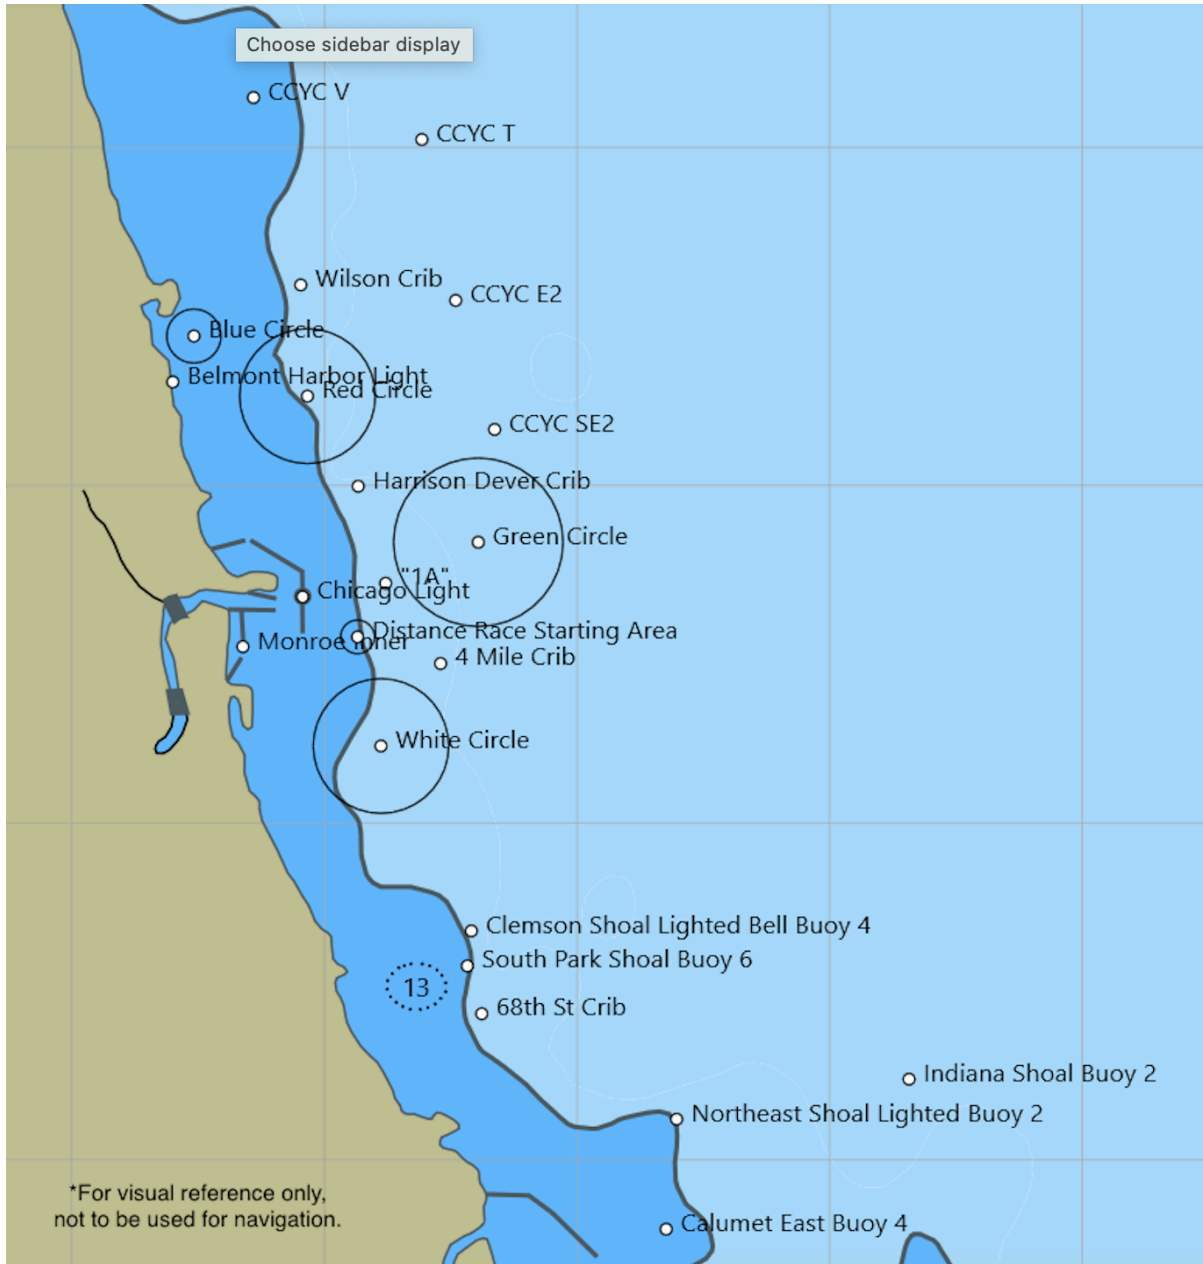 Choose sidebar display
CCYC V
CCYC T
Wilson Crib
CCYC E2
Blue Circle
Belmont Harbor Light
Red Circle
CCYC SE2
Harrison Dever Crib
Green Circle
"1A"
Chicago Light
Distance Race Starting Area
Monroe Inner
4 Mile Crib
White Circle
Clemson Shoal Lighted Bell Buoy 4
South Park Shoal Buoy 6
13
68th St Crib
Indiana Shoal Buoy 2
Northeast Shoal Lighted Buoy 2
*For visual reference only,
not to be used for navigation.
Calumet East Buoy 4